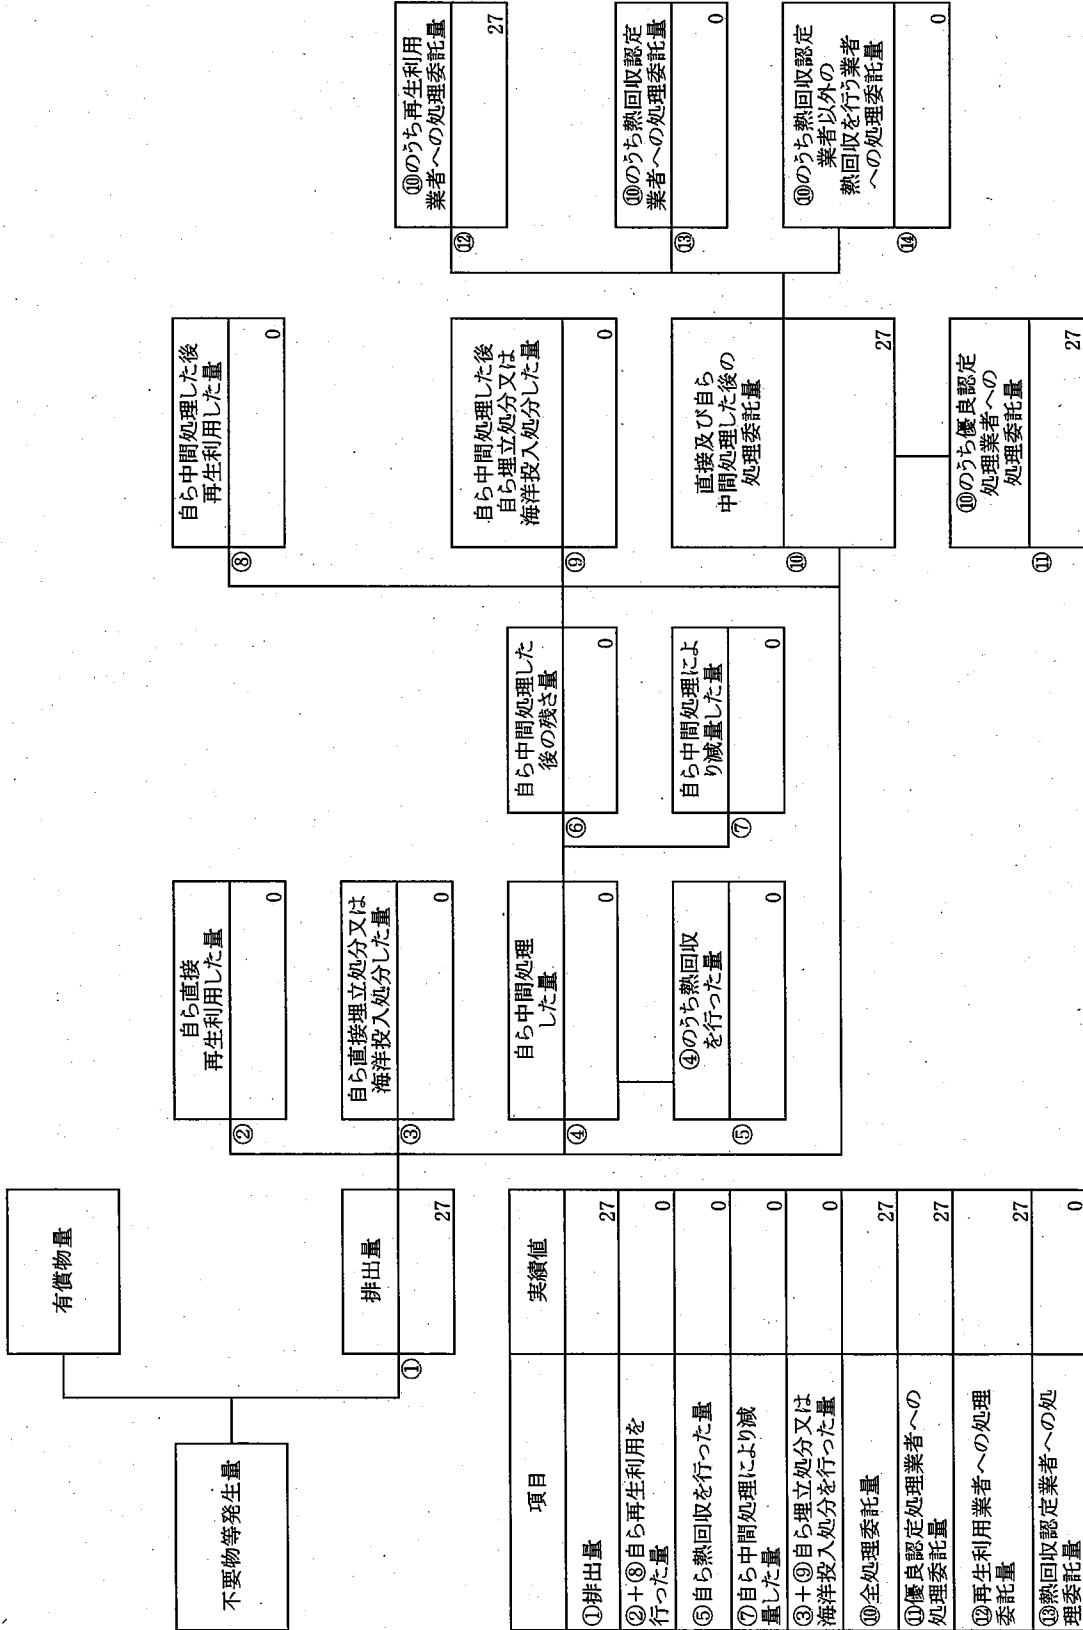 不要物等発生量
有償物量
①
排出量
27
②
自ら直接
再生利用した量
0
③
自ら直接埋立処分又は
海洋投入処分した量
0
④
自ら中間処理
した量
0
⑤
④のうち熱回収
を行った量
0
⑥
自ら中間処理した
後の残さ量
0
⑦
自ら中間処理によ
り減量した量
0
⑧
自ら中間処理した後
再生利用した量
0
⑨
自ら中間処理した後
自ら埋立処分又は
海洋投入処分した量
0
⑩
直接及び自ら
中間処理した後の
処理委託量
27
⑪
⑩のうち優良認定
処理業者への
処理委託量
27
⑫
⑩のうち再生利用
業者への処理委託量
27
⑬
⑩のうち熱回収認定
業者への処理委託量
0
⑭
⑩のうち熱回収認定
業者以外の
熱回収を行う業者
への処理委託量
0
項目
実績値
①排出量
27
②+⑧自ら再生利用を
行った量
0
⑤自ら熱回収を行った量
0
⑦自ら中間処理により減
量した量
0
③+⑨自ら埋立処分又は
海洋投入処分を行った量
0
⑩全処理委託量
27
⑪優良認定処理業者への
処理委託量
27
⑫再生利用業者への処理
委託量
27
⑬熱回収認定業者への処
理委託量
0